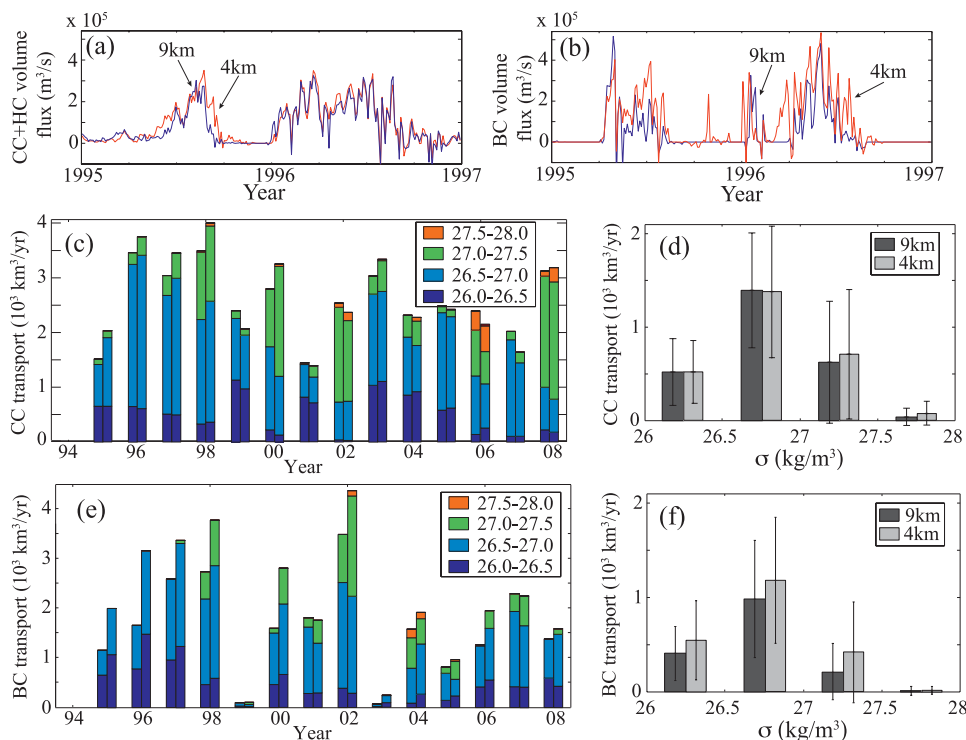 x 10⁵
(a)
9km
4km
CC+HC volume
flux (m³/s)
4
2
0
1995
1996
1997
Year
x 10⁵
(b)
9km
4km
BC volume
flux (m³/s)
4
2
0
1995
1996
1997
Year
(c)
27.5-28.0
27.0-27.5
26.5-27.0
26.0-26.5
CC transport (10³ km³/yr)
4
3
2
1
0
94
96
98
00
02
04
06
08
Year
(d)
9km
4km
CC transport (10³ km³/yr)
2
1
0
26
26.5
27
27.5
28
σ (kg/m³)
(e)
27.5-28.0
27.0-27.5
26.5-27.0
26.0-26.5
BC transport (10³ km³/yr)
4
3
2
1
0
94
96
98
00
02
04
06
08
Year
(f)
9km
4km
BC transport (10³ km³/yr)
2
1
0
26
26.5
27
27.5
28
σ (kg/m³)